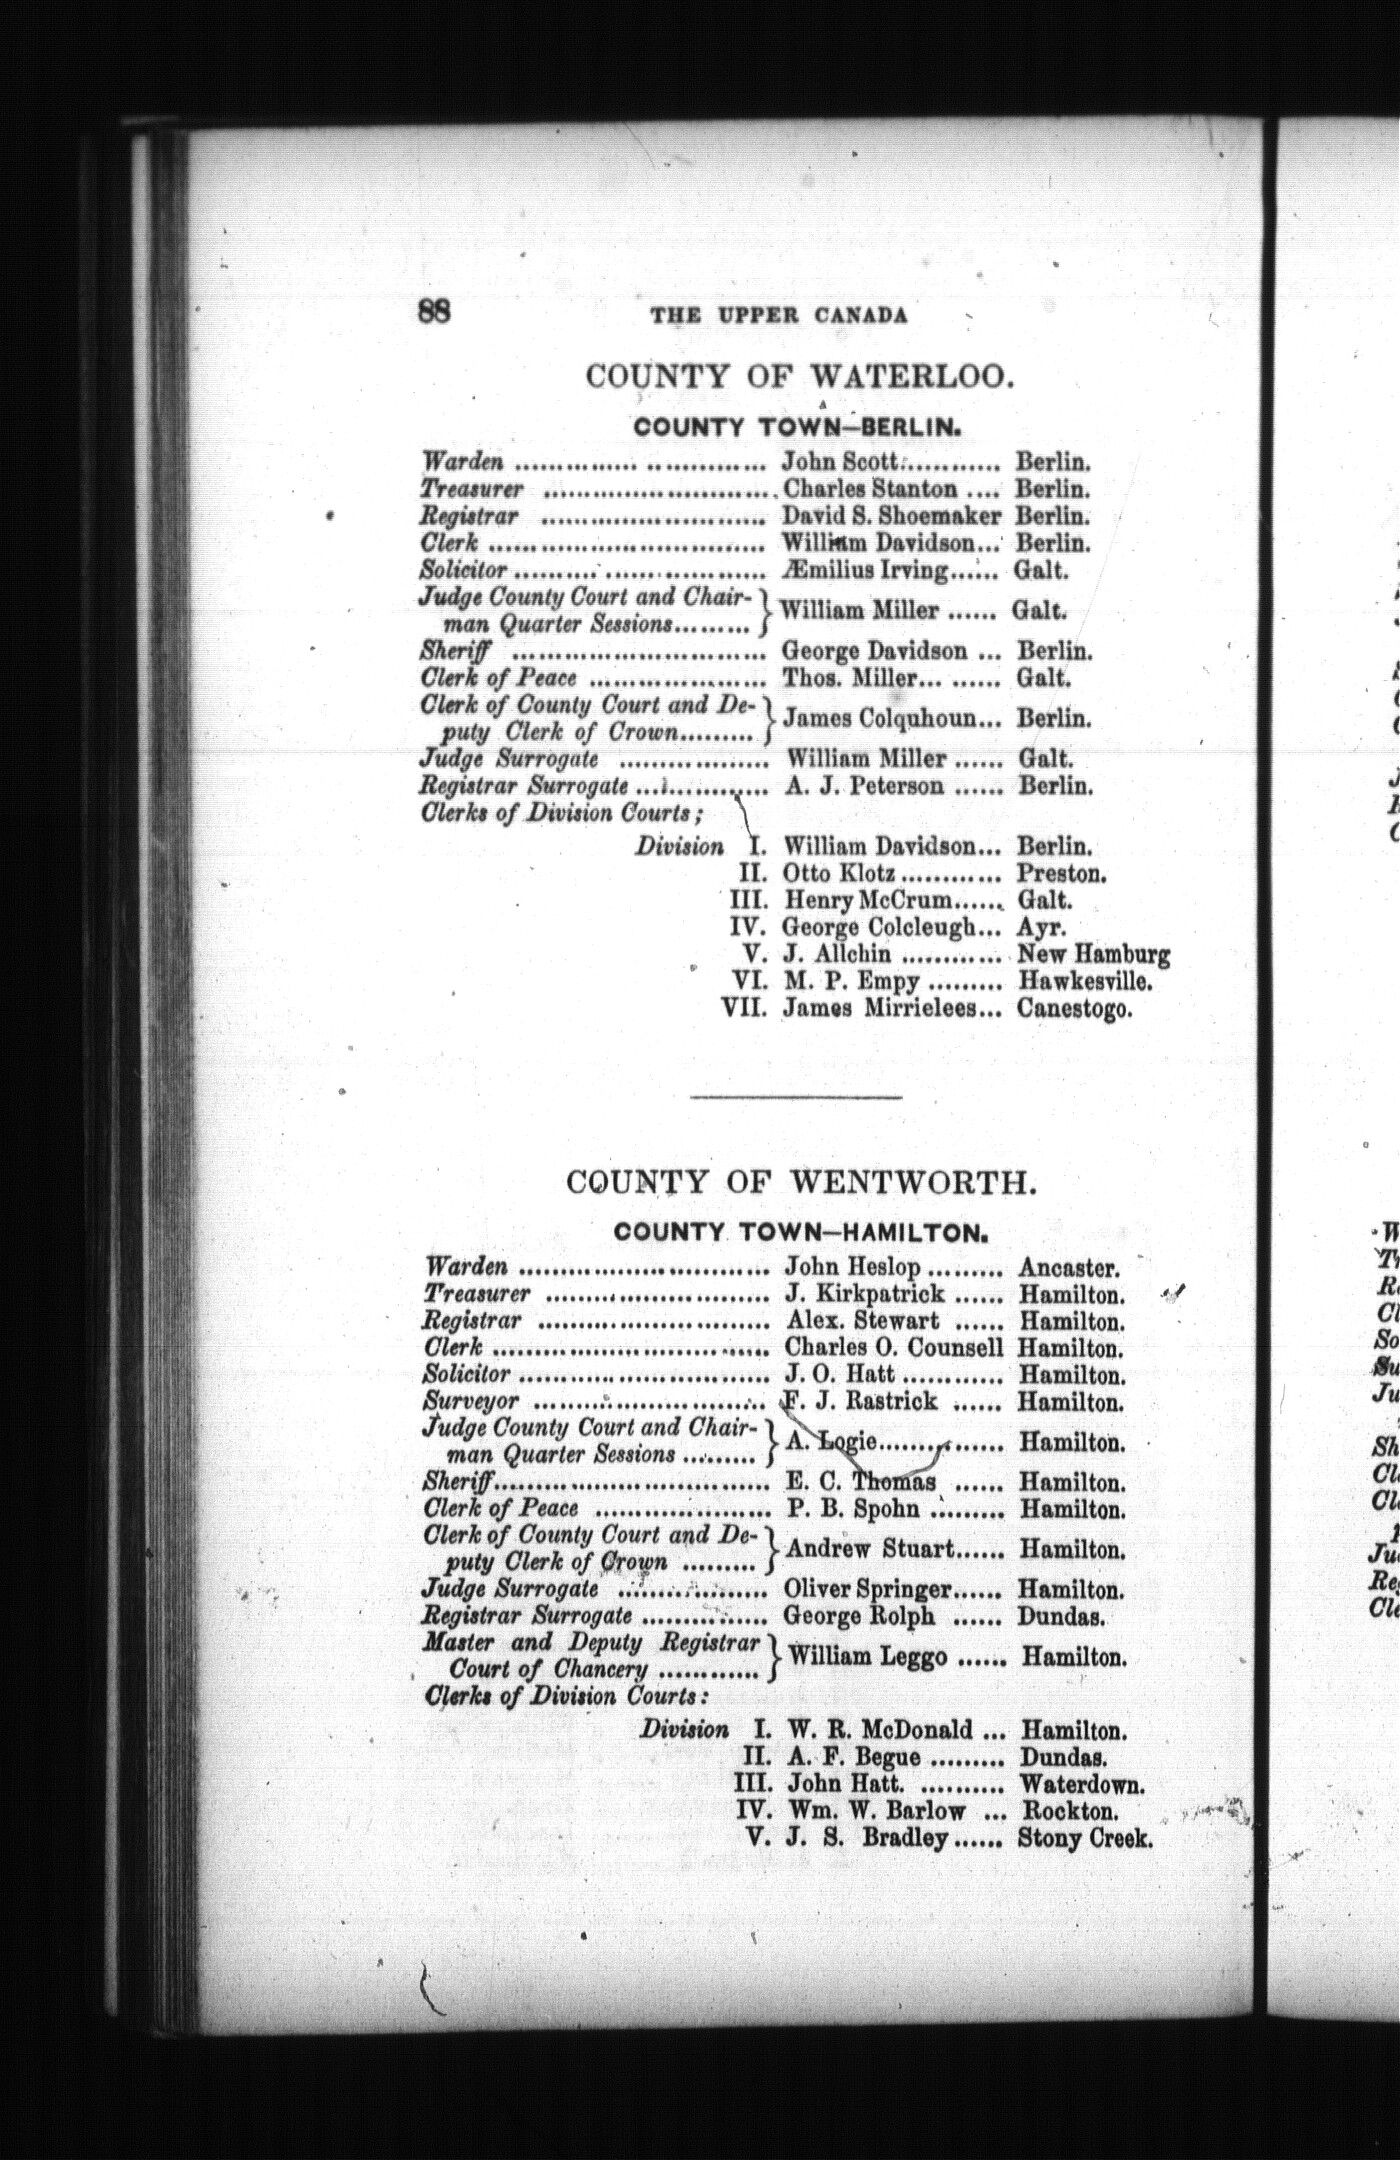 88 THE UPPER CANADA
COUNTY OF WATERLOO.
COUNTY TOWN—BERLIN.
Warden .............................. John Scott............ Berlin.
Treasurer ............................ Charles Stanton .... Berlin.
Registrar ........................... David S. Shoemaker Berlin.
Clerk ................................. William Davidson... Berlin.
Solicitor .............................. Æmilius Irving...... Galt.
Judge County Court and Chair-
man Quarter Sessions......... } William Miller ...... Galt.
Sheriff .............................. George Davidson ... Berlin.
Clerk of Peace ..................... Thos. Miller... ...... Galt.
Clerk of County Court and De-
puty Clerk of Crown......... } James Colquhoun... Berlin.
Judge Surrogate .................. William Miller ...... Galt.
Registrar Surrogate ................ A. J. Peterson ...... Berlin.
Clerks of Division Courts;
Division I. William Davidson... Berlin.
II. Otto Klotz ............ Preston.
III. Henry McCrum...... Galt.
IV. George Colcleugh... Ayr.
V. J. Allchin ............ New Hamburg
VI. M. P. Empy ......... Hawkesville.
VII. James Mirrielees... Canestogo.
COUNTY OF WENTWORTH.
COUNTY TOWN—HAMILTON.
Warden .............................. John Heslop ......... Ancaster.
Treasurer ........................... J. Kirkpatrick ...... Hamilton.
Registrar ............................ Alex. Stewart ...... Hamilton.
Clerk ................................. Charles O. Counsell Hamilton.
Solicitor .............................. J. O. Hatt ............ Hamilton.
Surveyor ............................ F. J. Rastrick ...... Hamilton.
Judge County Court and Chair-
man Quarter Sessions ......... } A. Logie............... Hamilton.
Sheriff................................. E. C. Thomas ...... Hamilton.
Clerk of Peace ..................... P. B. Spohn ......... Hamilton.
Clerk of County Court and De-
puty Clerk of Crown ......... } Andrew Stuart...... Hamilton.
Judge Surrogate .................. Oliver Springer...... Hamilton.
Registrar Surrogate ............... George Rolph ...... Dundas.
Master and Deputy Registrar
Court of Chancery ............ } William Leggo ...... Hamilton.
Clerks of Division Courts:
Division I. W. R. McDonald ... Hamilton.
II. A. F. Begue ......... Dundas.
III. John Hatt. .......... Waterdown.
IV. Wm. W. Barlow ... Rockton.
V. J. S. Bradley ...... Stony Creek.